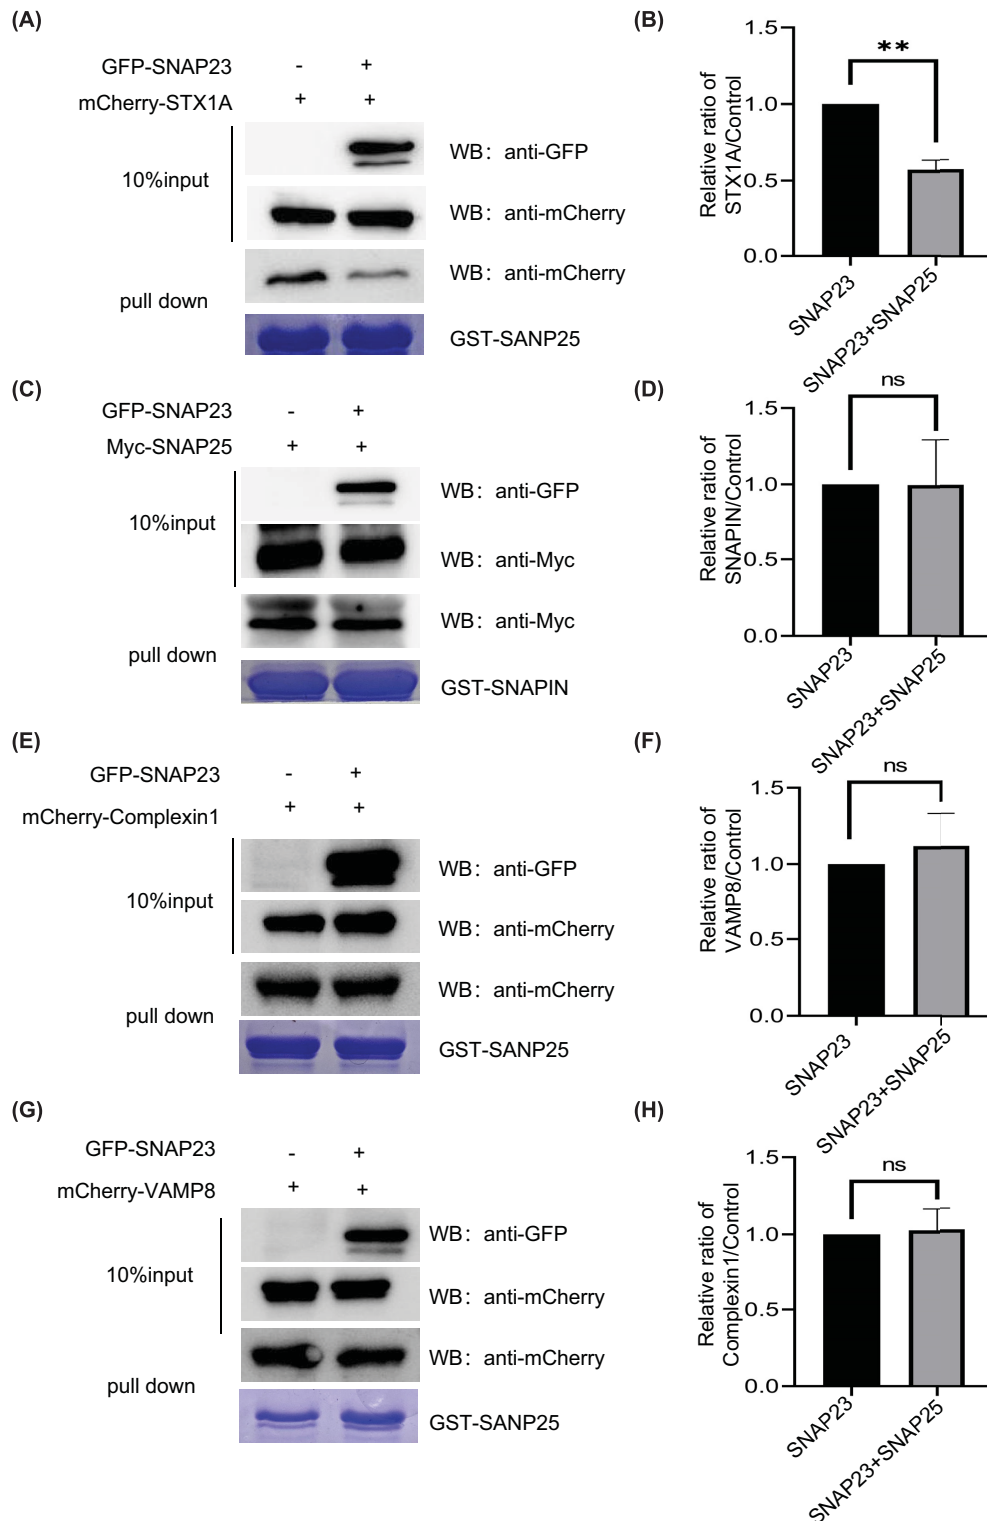 (A)
GFP-SNAP23 - +
mCherry-STX1A + +
10%input
WB: anti-GFP
WB: anti-mCherry
pull down
WB: anti-mCherry
GST-SANP25
(B)
Relative ratio of
STX1A/Control
1.5
1.0
0.5
0.0
**
SNAP23
SNAP23+SNAP25
(C)
GFP-SNAP23 - +
Myc-SNAP25 + +
10%input
WB: anti-GFP
WB: anti-Myc
pull down
WB: anti-Myc
GST-SNAPIN
(D)
Relative ratio of
SNAPIN/Control
1.5
1.0
0.5
0.0
ns
SNAP23
SNAP23+SNAP25
(E)
GFP-SNAP23 - +
mCherry-Complexin1 + +
10%input
WB: anti-GFP
WB: anti-mCherry
pull down
WB: anti-mCherry
GST-SANP25
(F)
Relative ratio of
VAMP8/Control
1.5
1.0
0.5
0.0
ns
SNAP23
SNAP23+SNAP25
(G)
GFP-SNAP23 - +
mCherry-VAMP8 + +
10%input
WB: anti-GFP
WB: anti-mCherry
pull down
WB: anti-mCherry
GST-SANP25
(H)
Relative ratio of
Complexin1/Control
1.5
1.0
0.5
0.0
ns
SNAP23
SNAP23+SNAP25